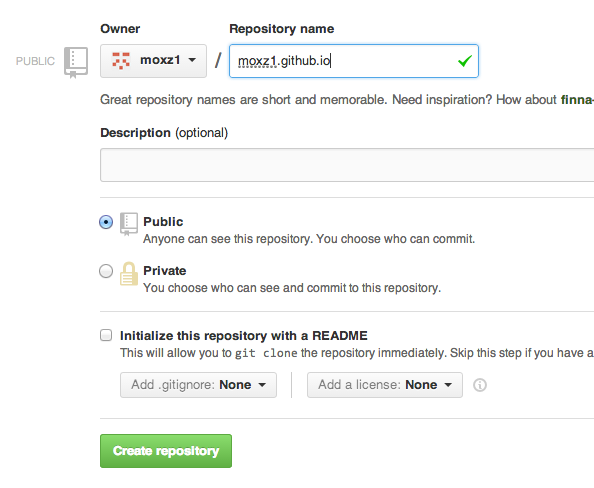 Owner Repository name
PUBLIC moxz1 / moxz1.github.io
Great repository names are short and memorable. Need inspiration? How about finna-
Description (optional)
Public
Anyone can see this repository. You choose who can commit.
Private
You choose who can see and commit to this repository.
Initialize this repository with a README
This will allow you to git clone the repository immediately. Skip this step if you have a
Add .gitignore: None Add a license: None
Create repository